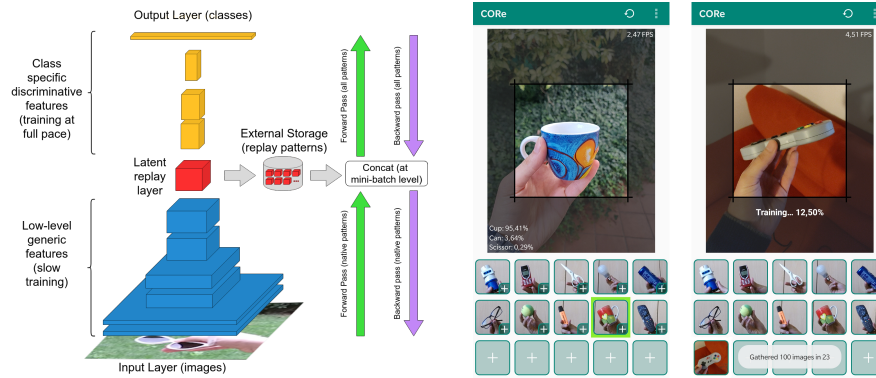 Output Layer (classes)
Class
specific
discriminative
features
(training at
full pace)
Latent
replay
layer
External Storage
(replay patterns)
...
Concat (at
mini-batch level)
Forward Pass (all patterns)
Backward pass (all patterns)
Low-level
generic
features
(slow
training)
Forward Pass (native patterns)
Backward pass (native patterns)
Input Layer (images)
CORe
2,47 FPS
Cup: 95,41%
Can: 3,64%
Scissor: 0,29%
CORe
4,51 FPS
Training... 12,50%
Gathered 100 images in 23